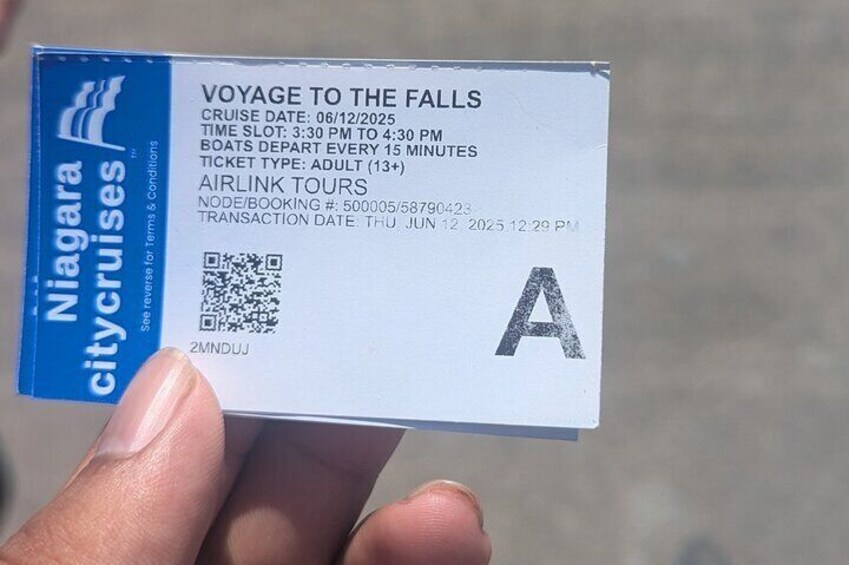 Niagara
citycruises™
See reverse for Terms & Conditions
VOYAGE TO THE FALLS
CRUISE DATE: 06/12/2025
TIME SLOT: 3:30 PM TO 4:30 PM
BOATS DEPART EVERY 15 MINUTES
TICKET TYPE: ADULT (13+)
AIRLINK TOURS
NODE/BOOKING #: 500005/58790423
TRANSACTION DATE: THU, JUN 12, 2025 12:29 PM
2MNDUJ
A